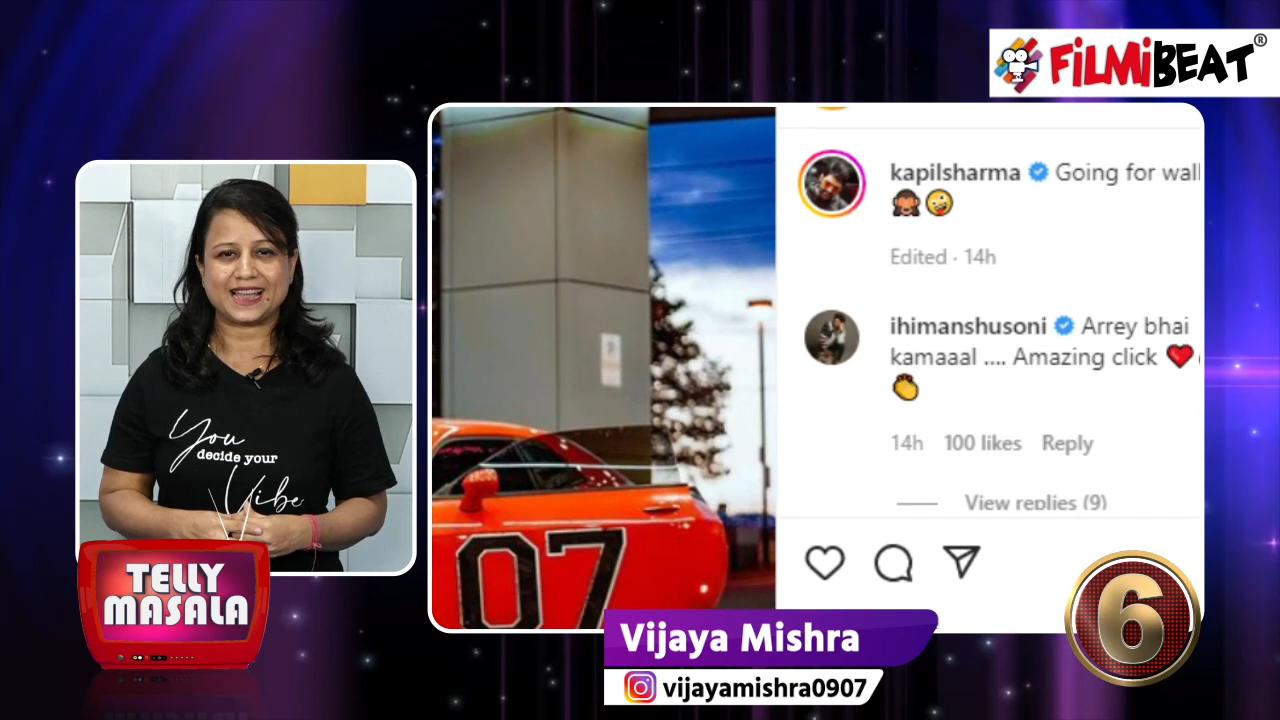 FiLMiBEAT®
kapilsharma Going for wal
Edited · 14h
ihimanshusoni Arrey bhai
kamaaal .... Amazing click
14h 100 likes Reply
View replies (9)
You
decide your
Vibe
07
TELLY
MASALA
Vijaya Mishra
vijayamishra0907
6